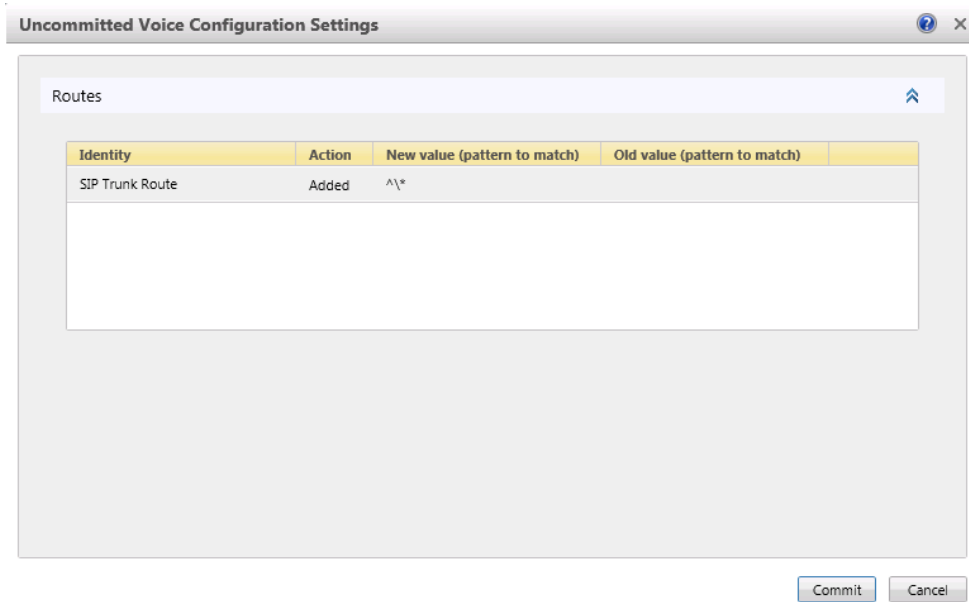 Uncommitted Voice Configuration Settings
Routes
Identity Action New value (pattern to match) Old value (pattern to match)
SIP Trunk Route Added ^\*
Commit Cancel